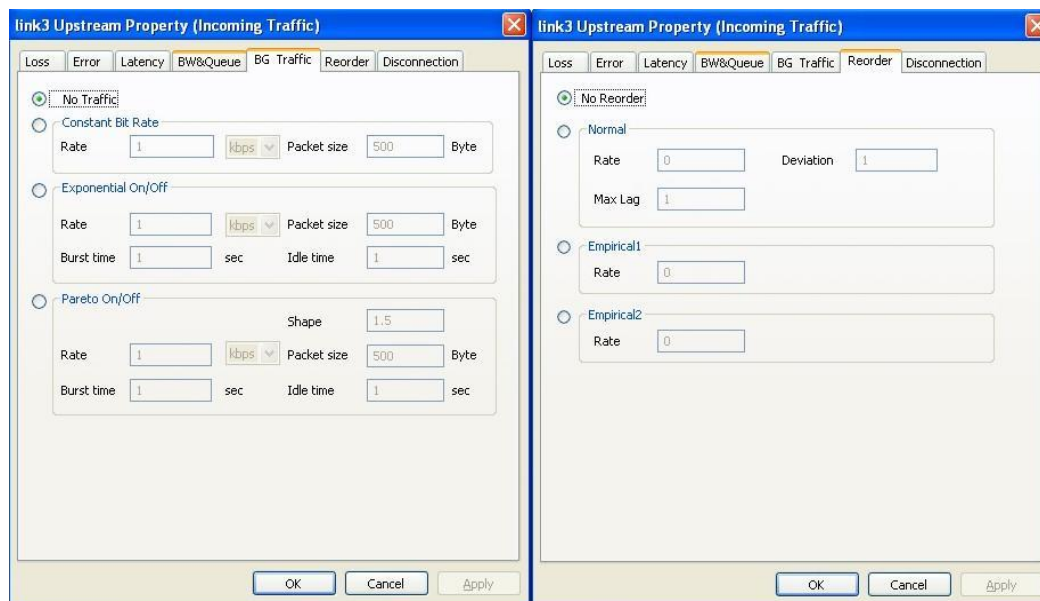 link3 Upstream Property (Incoming Traffic)
Loss Error Latency BW&Queue BG Traffic Reorder Disconnection
No Traffic
Constant Bit Rate
Rate 1 kbps Packet size 500 Byte
Exponential On/Off
Rate 1 kbps Packet size 500 Byte
Burst time 1 sec Idle time 1 sec
Pareto On/Off
Shape 1.5
Rate 1 kbps Packet size 500 Byte
Burst time 1 sec Idle time 1 sec
OK Cancel Apply
link3 Upstream Property (Incoming Traffic)
Loss Error Latency BW&Queue BG Traffic Reorder Disconnection
No Reorder
Normal
Rate 0 Deviation 1
Max Lag 1
Empirical1
Rate 0
Empirical2
Rate 0
OK Cancel Apply